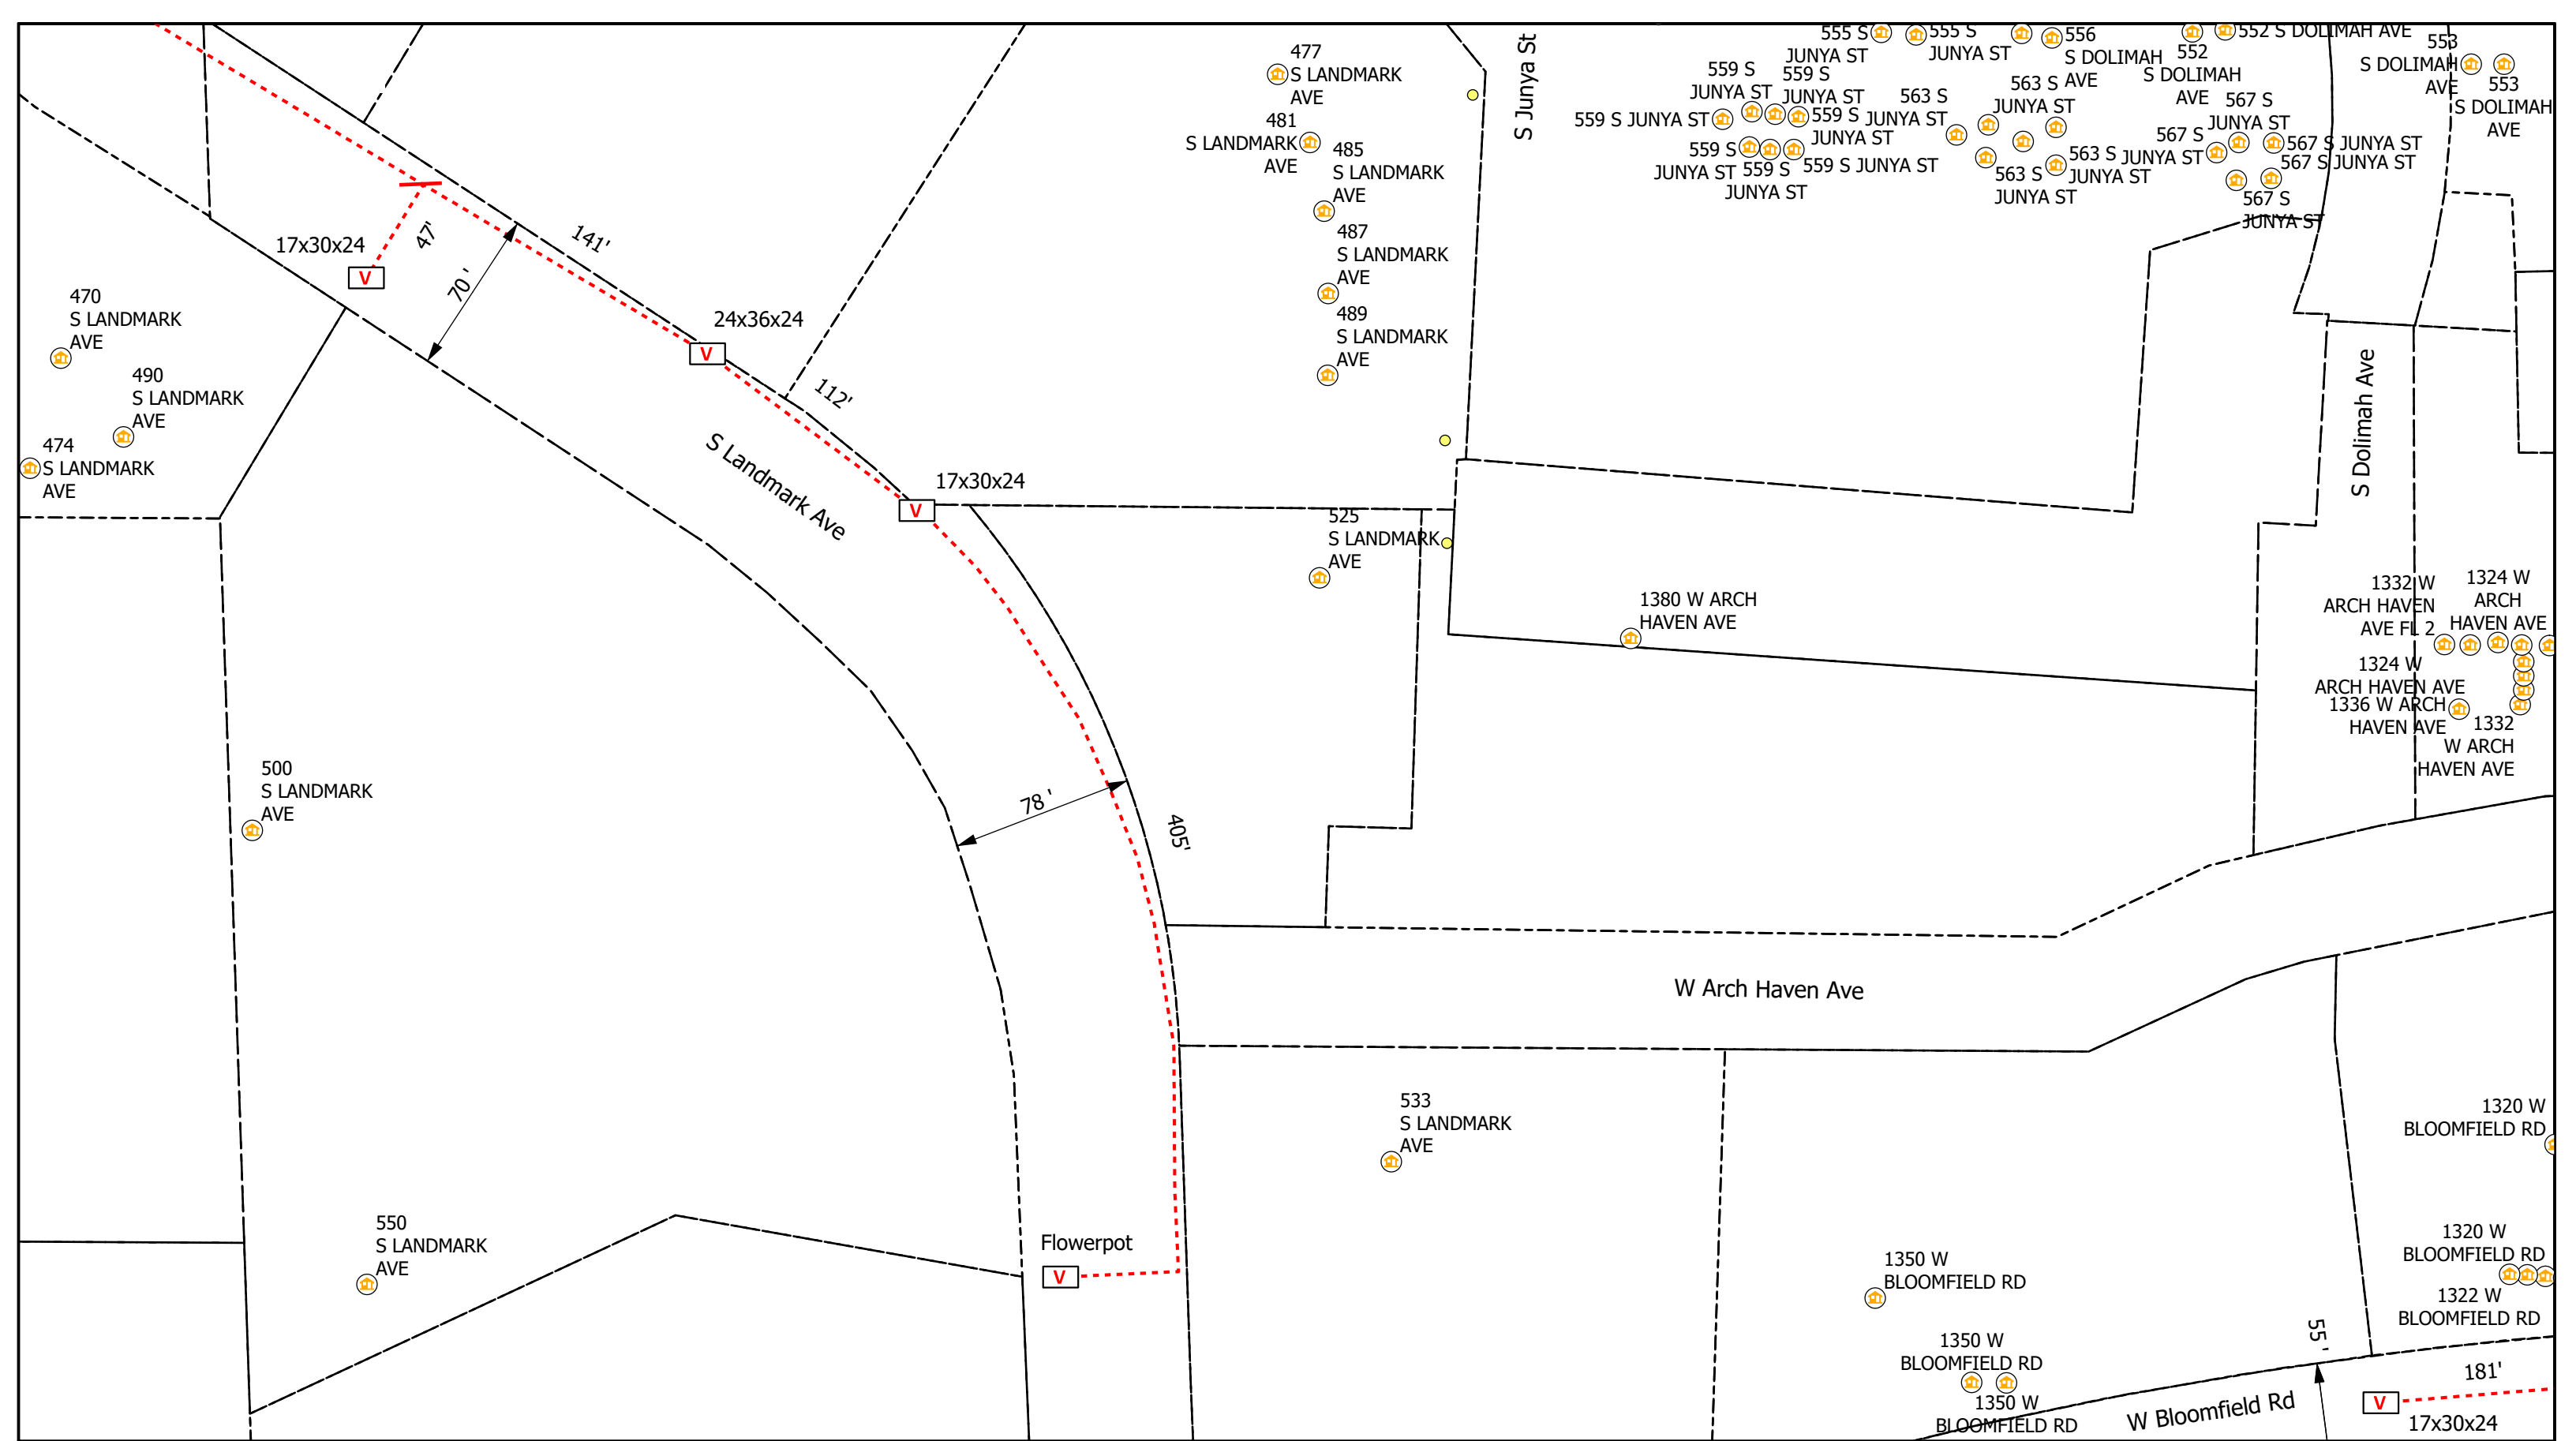 477
S LANDMARK
AVE
481
S LANDMARK
AVE
485
S LANDMARK
AVE
487
S LANDMARK
AVE
489
S LANDMARK
AVE
S Junya St
555 S
JUNYA ST
555 S
JUNYA ST
556
S DOLIMAH
AVE
552
S DOLIMAH
AVE
552 S DOLIMAH AVE
553
S DOLIMAH
AVE
553
S DOLIMAH
AVE
559 S
JUNYA ST
559 S
JUNYA ST
559 S JUNYA ST
559 S
JUNYA ST
559 S
JUNYA ST
559 S
JUNYA ST
559 S JUNYA ST
563 S
JUNYA ST
563 S
JUNYA ST
563 S
JUNYA ST
563 S
JUNYA ST
567 S
JUNYA ST
567 S
JUNYA ST
567 S JUNYA ST
567 S JUNYA ST
567 S
JUNYA ST
17x30x24
V
47'
70 '
141'
24x36x24
V
112'
S Landmark Ave
17x30x24
V
470
S LANDMARK
AVE
490
S LANDMARK
AVE
474
S LANDMARK
AVE
S Dolimah Ave
525
S LANDMARK
AVE
1380 W ARCH
HAVEN AVE
1332 W
ARCH HAVEN
AVE FL 2
1324 W
ARCH
HAVEN AVE
1324 W
ARCH HAVEN AVE
1336 W ARCH
HAVEN AVE
1332
W ARCH
HAVEN AVE
500
S LANDMARK
AVE
78 '
405'
W Arch Haven Ave
533
S LANDMARK
AVE
550
S LANDMARK
AVE
Flowerpot
V
1320 W
BLOOMFIELD RD
1320 W
BLOOMFIELD RD
1322 W
BLOOMFIELD RD
1350 W
BLOOMFIELD RD
1350 W
BLOOMFIELD RD
1350 W
BLOOMFIELD RD
55 '
W Bloomfield Rd
V
181'
17x30x24